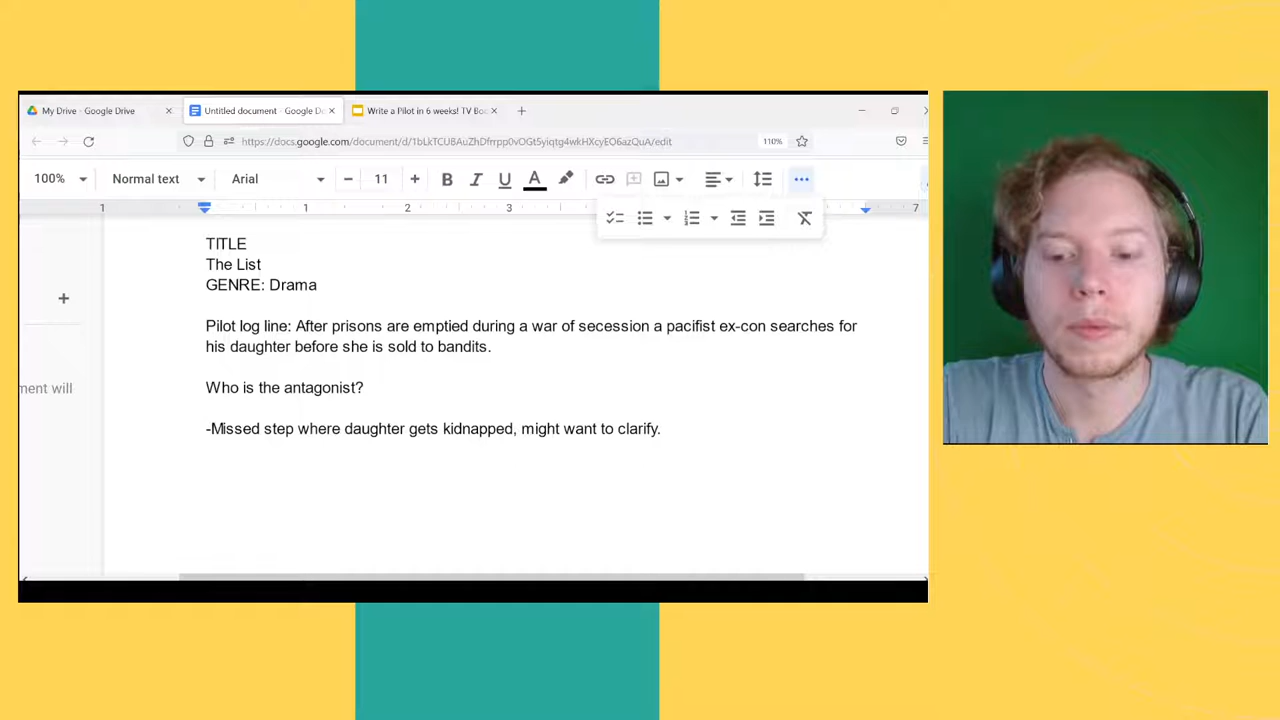 My Drive - Google Drive
Untitled document - Google Do
Write a Pilot in 6 weeks! TV Boo
https://docs.google.com/document/d/1bLkTCU8AuZhDfrrpp0vOGt5yiqtg4wkHXcyEO6azQuA/edit
110%
100%
Normal text
Arial
11
B I U A
1 1 2 3 7
TITLE
The List
GENRE: Drama
Pilot log line: After prisons are emptied during a war of secession a pacifist ex-con searches for
his daughter before she is sold to bandits.
Who is the antagonist?
ment will
-Missed step where daughter gets kidnapped, might want to clarify.